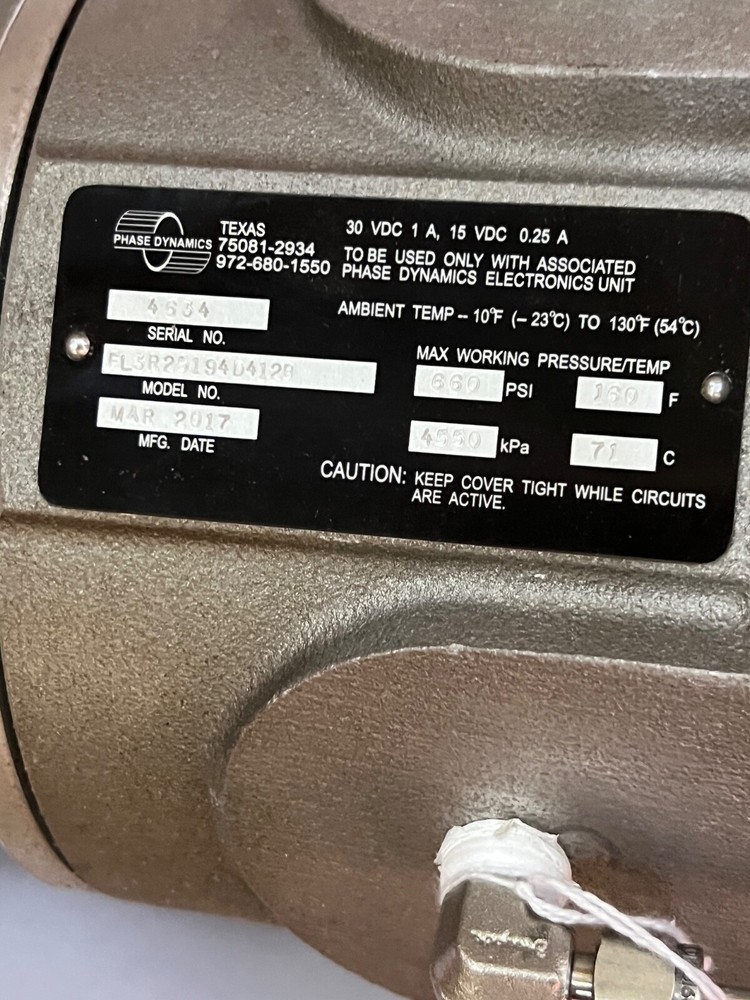 PHASE DYNAMICS
TEXAS
75081-2934
972-680-1550
30 VDC 1 A, 15 VDC 0.25 A
TO BE USED ONLY WITH ASSOCIATED
PHASE DYNAMICS ELECTRONICS UNIT
AMBIENT TEMP -- 10°F (-- 23°C) TO 130°F (54°C)
SERIAL NO.
MODEL NO.
MAR 2017
MFG. DATE
MAX WORKING PRESSURE/TEMP
660 PSI 160 F
kPa 71 C
CAUTION: KEEP COVER TIGHT WHILE CIRCUITS
ARE ACTIVE.